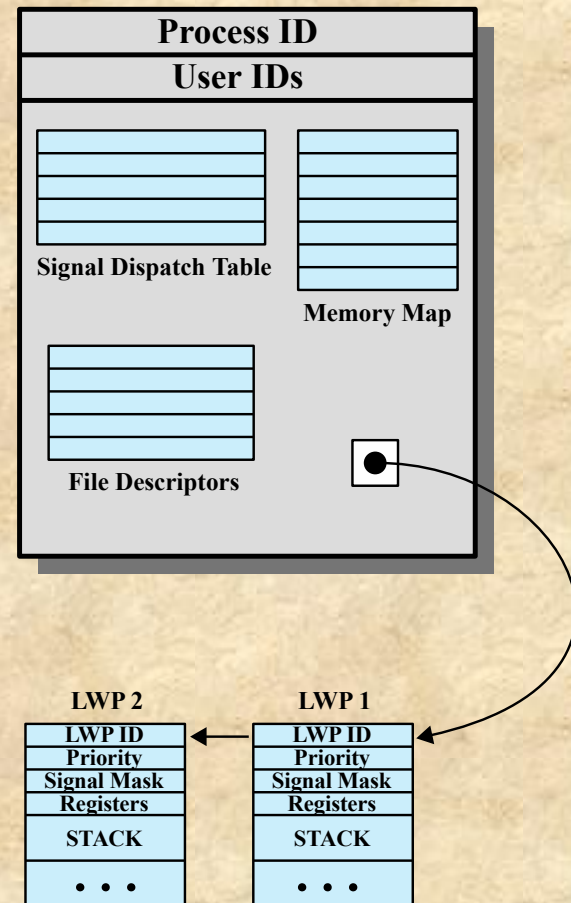 Process ID
User IDs
Signal Dispatch Table
Memory Map
File Descriptors
LWP 2
LWP 1
LWP ID
LWP ID
Priority
Priority
Signal Mask
Signal Mask
Registers
Registers
STACK
STACK
• • •
• • •